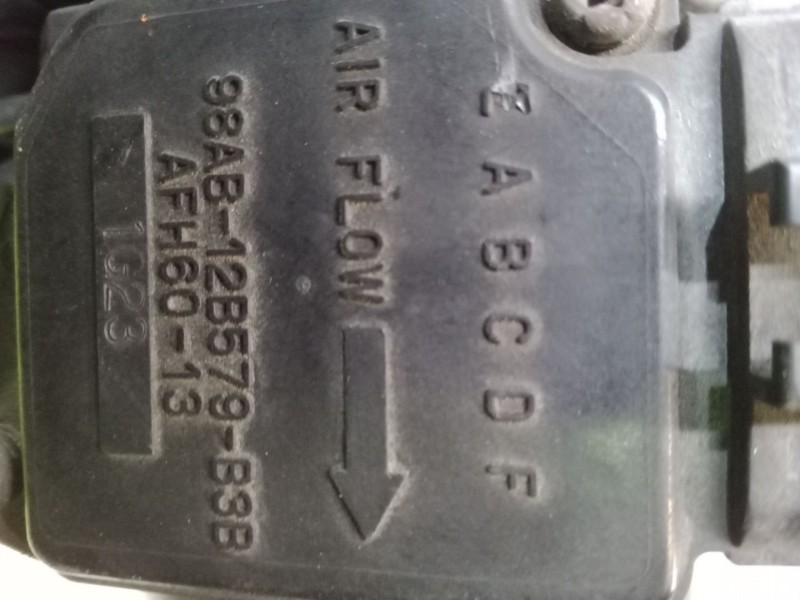 E A B C D F
AIR FLOW
98AB-12B579-B3B
AFH60-13
1G23